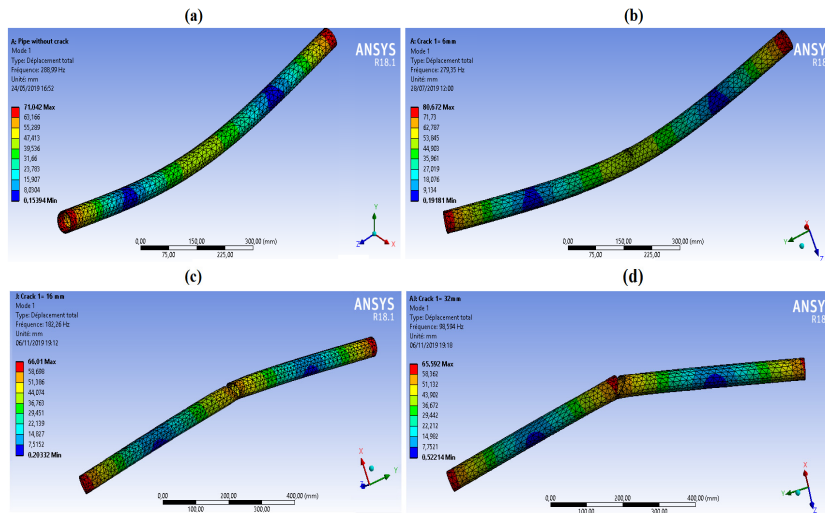 (a)
A: Pipe without crack
Mode 1
Type: Déplacement total
Fréquence: 288,99 Hz
Unité: mm
24/05/2019 16:52
71,042 Max
63,166
55,289
47,413
39,536
31,66
23,783
15,907
8,0304
0,15394 Min
ANSYS
R18.1
0,00
150,00
300,00 (mm)
75,00
225,00
Y
Z
X
(b)
A: Crack 1= 6mm
Mode 1
Type: Déplacement total
Fréquence: 279,35 Hz
Unité: mm
28/07/2019 12:00
80,672 Max
71,73
62,787
53,845
44,903
35,961
27,019
18,076
9,134
0,19181 Min
ANSYS
R18.
0,00
150,00
300,00 (mm)
75,00
225,00
X
Y
Z
(c)
J: Crack 1= 16 mm
Mode 1
Type: Déplacement total
Fréquence: 182,26 Hz
Unité: mm
06/11/2019 19:12
66,01 Max
58,698
51,386
44,074
36,763
29,451
22,139
14,827
7,5152
0,20332 Min
ANSYS
R18.1
0,00
200,00
400,00 (mm)
100,00
300,00
X
Y
Z
(d)
AJ: Crack 1= 32mm
Mode 1
Type: Déplacement total
Fréquence: 98,594 Hz
Unité: mm
06/11/2019 19:18
65,592 Max
58,362
51,132
43,902
36,672
29,442
22,212
14,982
7,7521
0,52214 Min
ANSYS
R18.
0,00
200,00
400,00 (mm)
100,00
300,00
X
Y
Z